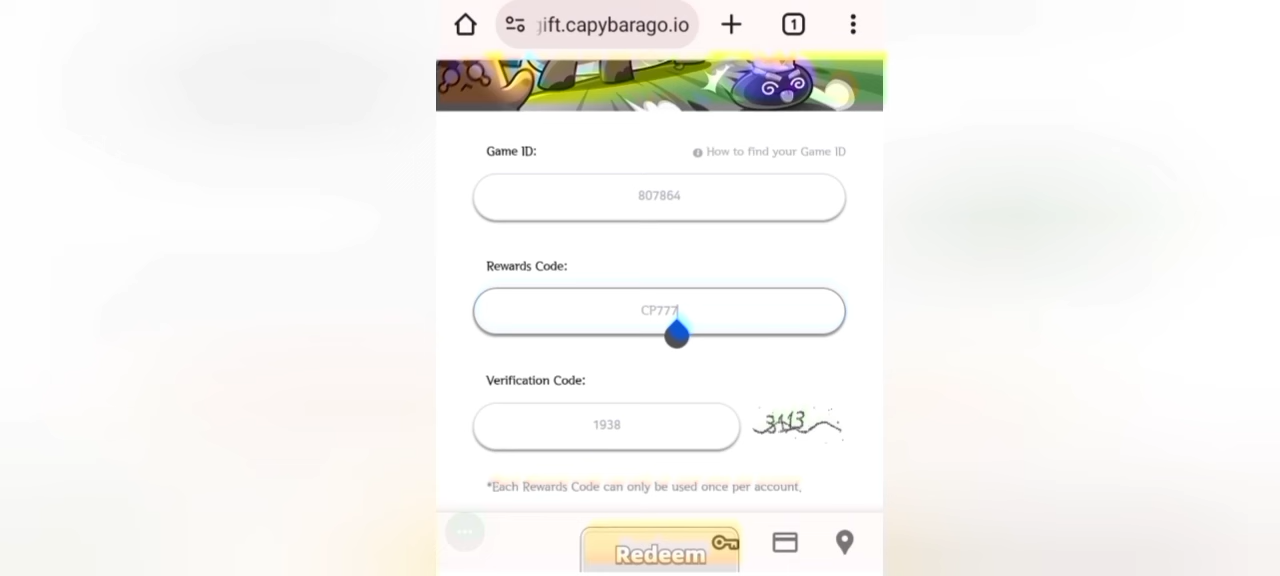 ift.capybarago.io
1
Game ID:
How to find your Game ID
807864
Rewards Code:
CP777
Verification Code:
1938
*Each Rewards Code can only be used once per account.
Redeem